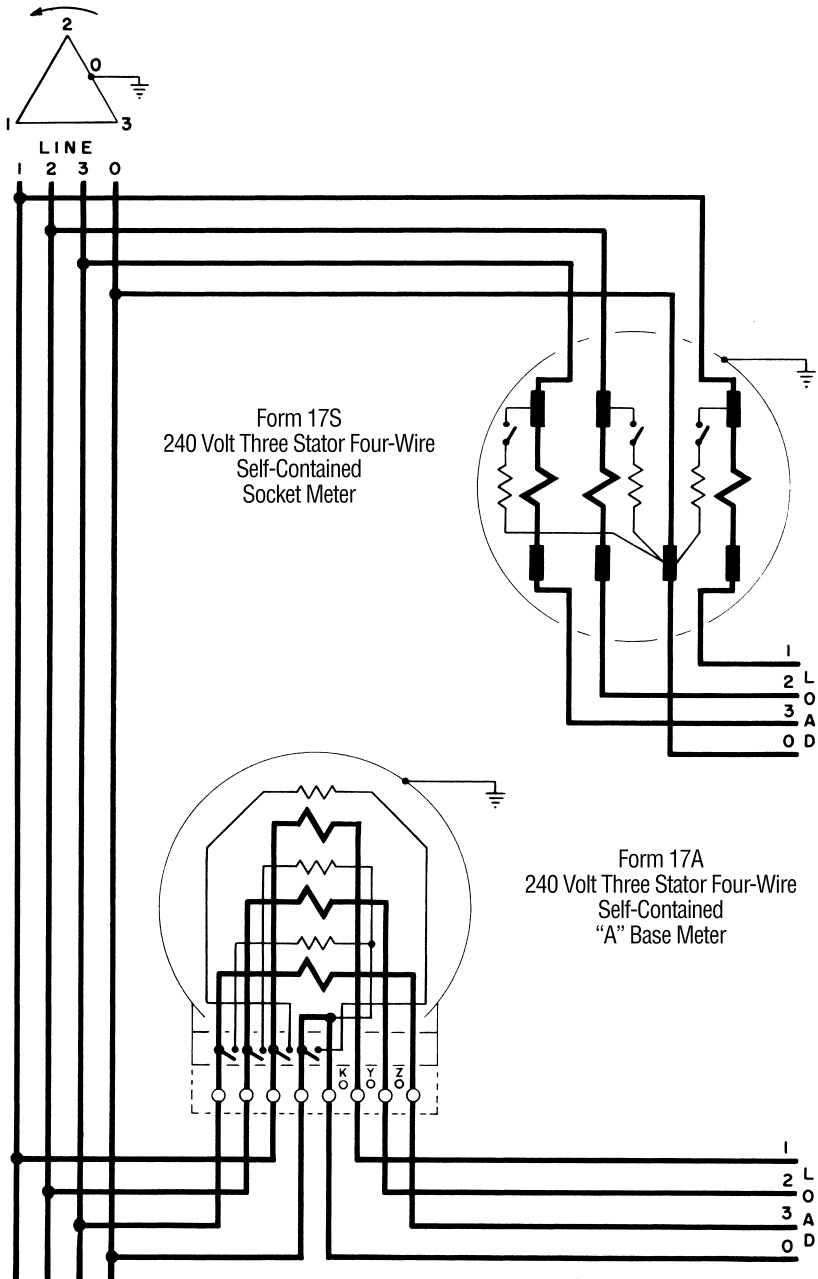 2
0
1 3
LINE
1 2 3 0
Form 17S
240 Volt Three Stator Four-Wire
Self-Contained
Socket Meter
1
2
3
0
LOAD
Form 17A
240 Volt Three Stator Four-Wire
Self-Contained
“A” Base Meter
K Y Z
1
2
3
0
LOAD